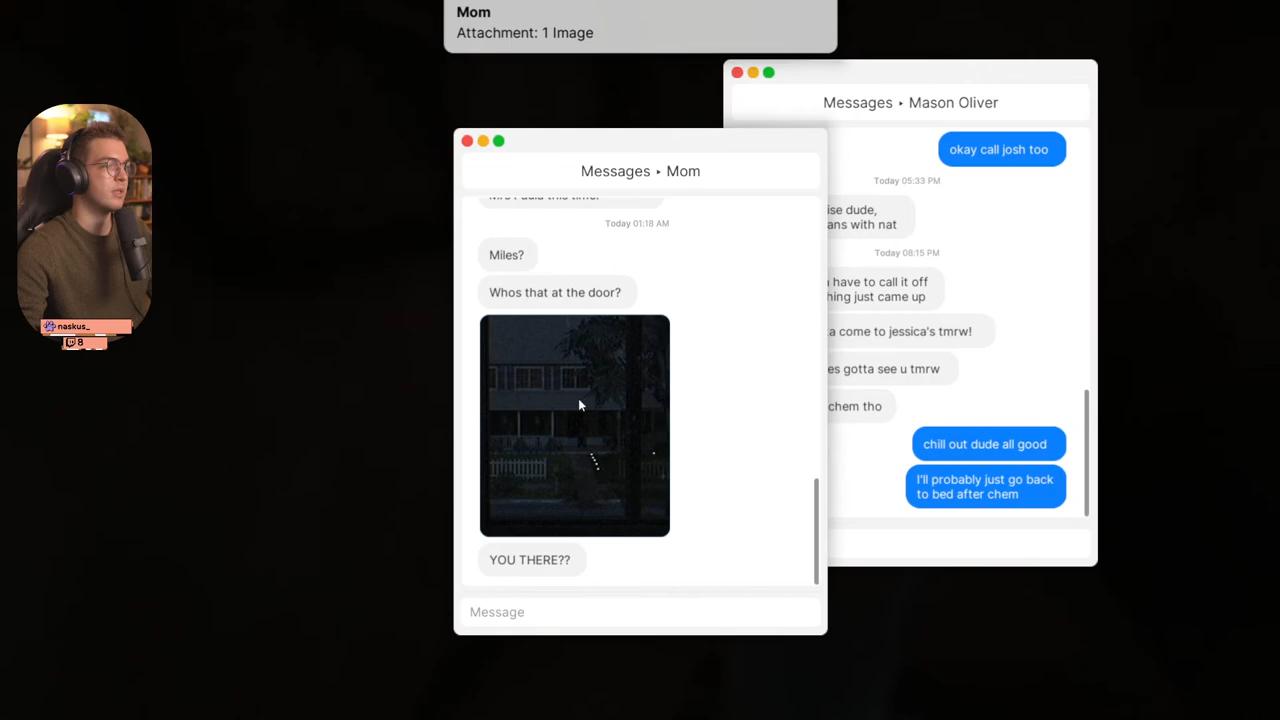 Mom
Attachment: 1 Image
Messages ‣ Mason Oliver
okay call josh too
Today 05:33 PM
ise dude,
ans with nat
Today 08:15 PM
have to call it off
hing just came up
a come to jessica's tmrw!
es gotta see u tmrw
chem tho
chill out dude all good
I'll probably just go back
to bed after chem
Messages ‣ Mom
this time!
Today 01:18 AM
Miles?
Whos that at the door?
YOU THERE??
Message
naskus_
8